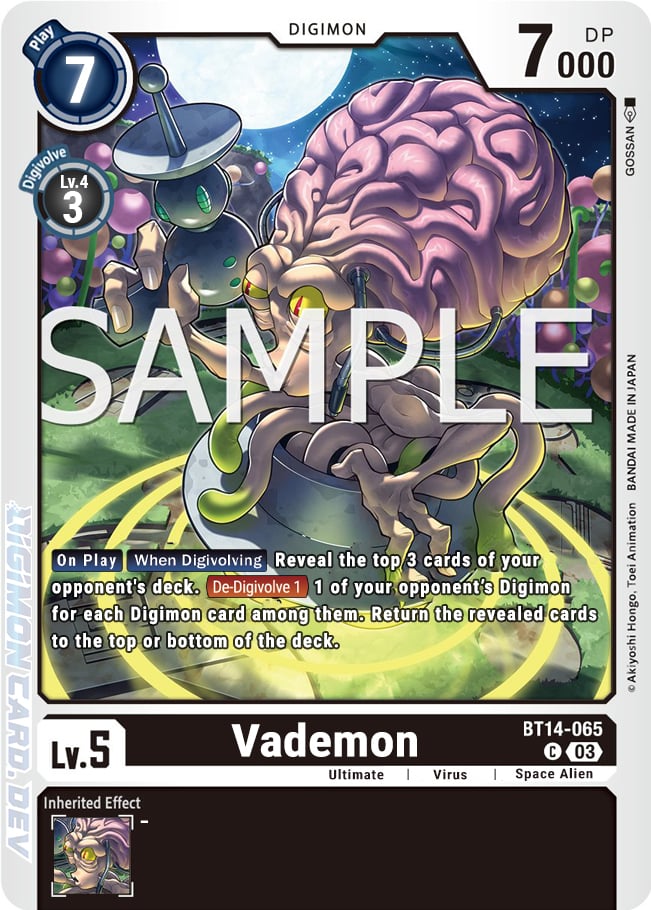 DIGIMON
Play
7
7000
DP
Digivolve
Lv.4
3
GOSSAN
SAMPLE
BANDAI MADE IN JAPAN
© Akiyoshi Hongo, Toei Animation
On Play When Digivolving Reveal the top 3 cards of your
opponent's deck. De-Digivolve 1 1 of your opponent's Digimon
for each Digimon card among them. Return the revealed cards
to the top or bottom of the deck.
DIGIMONCARD.DEV
Lv.5
Vademon
BT14-065
C 03
Ultimate | Virus | Space Alien
Inherited Effect
-